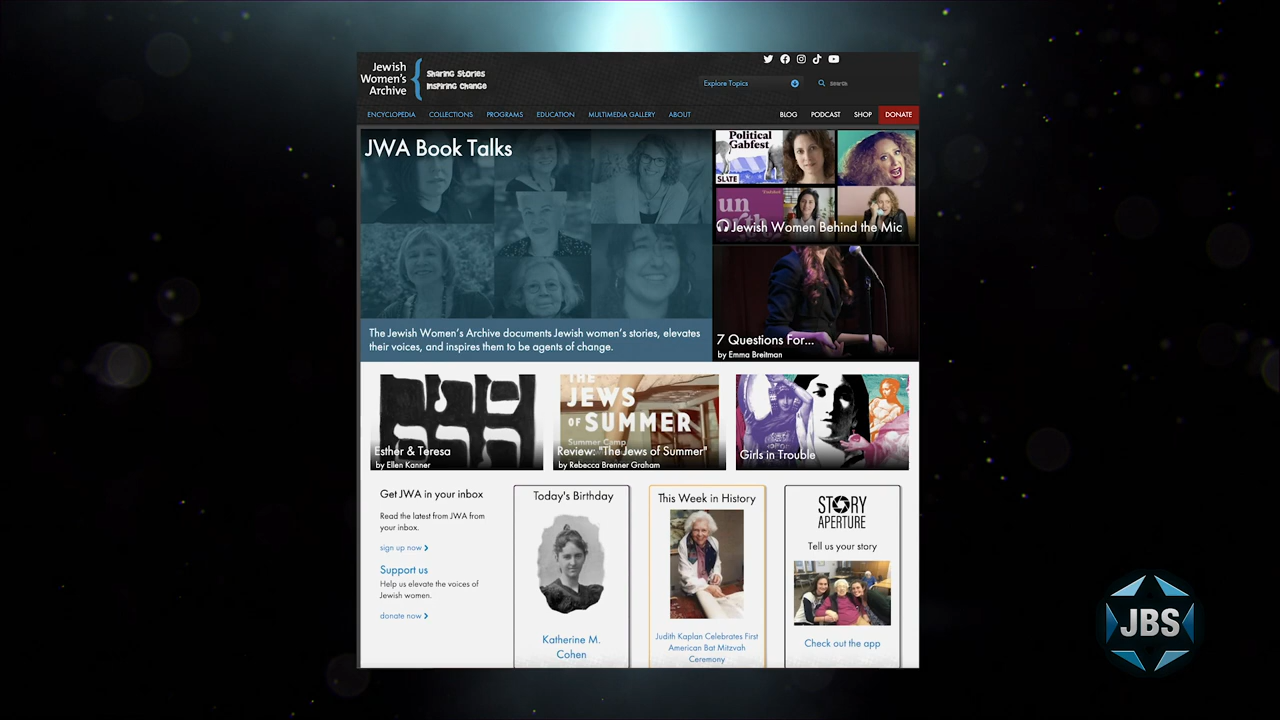 Jewish
Women's
Archive
Sharing Stories
Inspiring Change
Explore Topics
Search
ENCYCLOPEDIA COLLECTIONS PROGRAMS EDUCATION MULTIMEDIA GALLERY ABOUT BLOG PODCAST SHOP DONATE
JWA Book Talks
The Jewish Women's Archive documents Jewish women's stories, elevates
their voices, and inspires them to be agents of change.
Political
Gabfest
SLATE
un
Jewish Women Behind the Mic
7 Questions For...
by Emma Breitman
Esther & Teresa
by Ellen Kanner
THE
JEWS
OF SUMMER
Summer Camp
Review: "The Jews of Summer"
by Rebecca Brenner Graham
Girls in Trouble
Get JWA in your inbox
Read the latest from JWA from
your inbox.
sign up now
Support us
Help us elevate the voices of
Jewish women.
donate now
Today's Birthday
Katherine M.
Cohen
This Week in History
Judith Kaplan Celebrates First
American Bat Mitzvah
Ceremony
STORY
APERTURE
Tell us your story
Check out the app
JBS